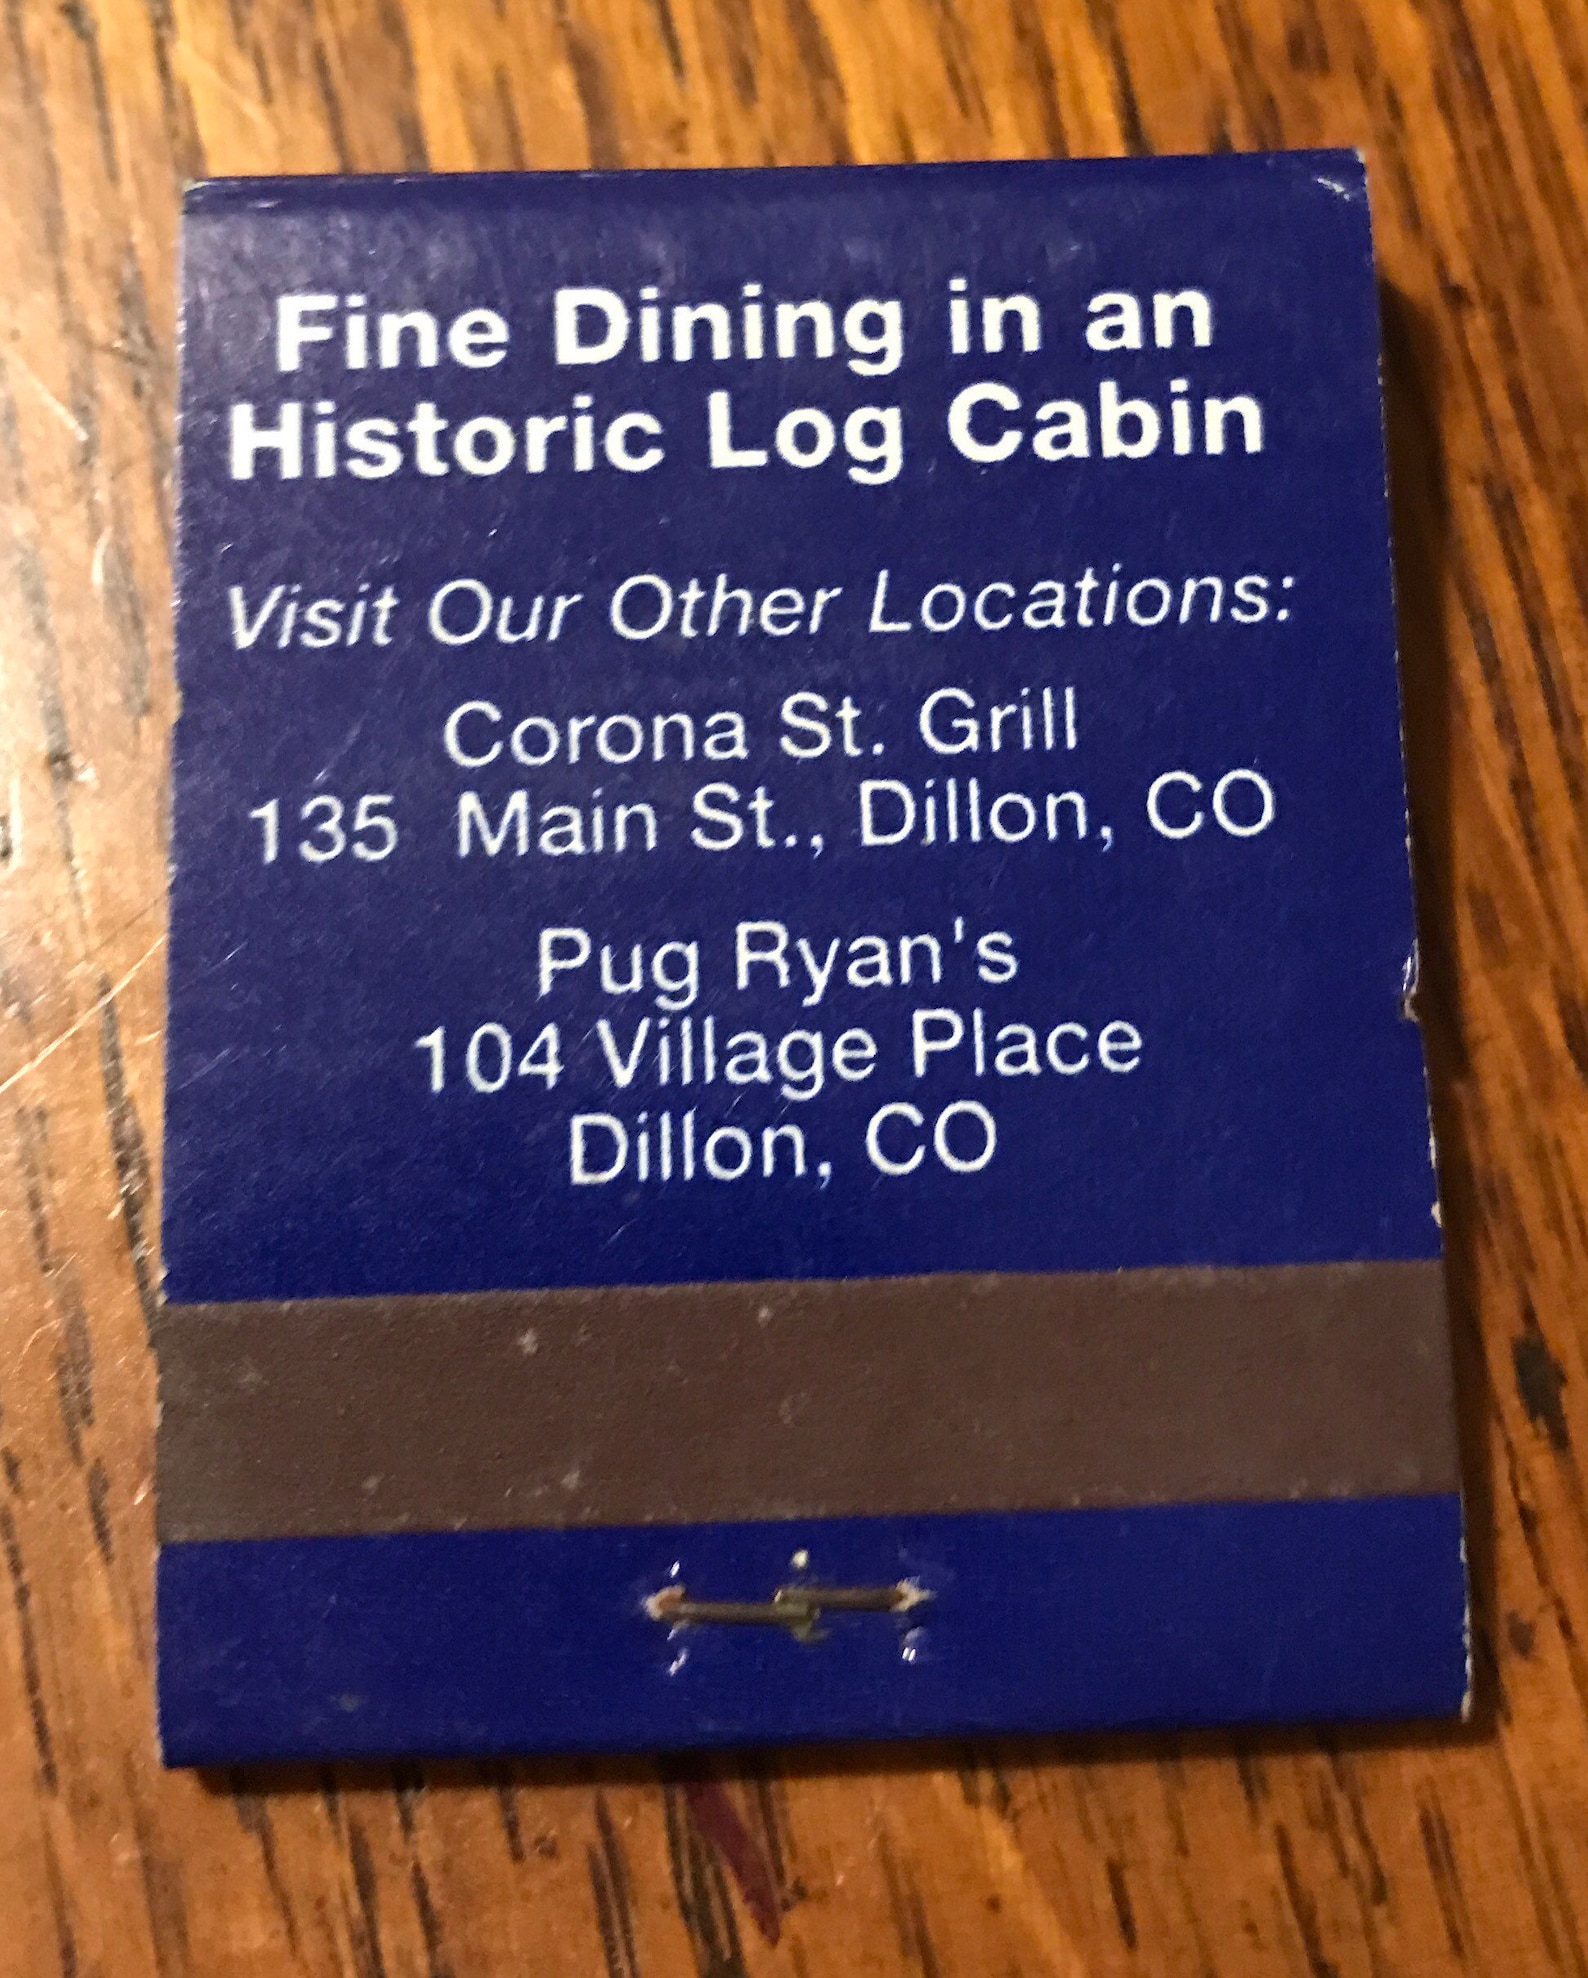 Fine Dining in an
Historic Log Cabin
Visit Our Other Locations:
Corona St. Grill
135 Main St., Dillon, CO
Pug Ryan's
104 Village Place
Dillon, CO